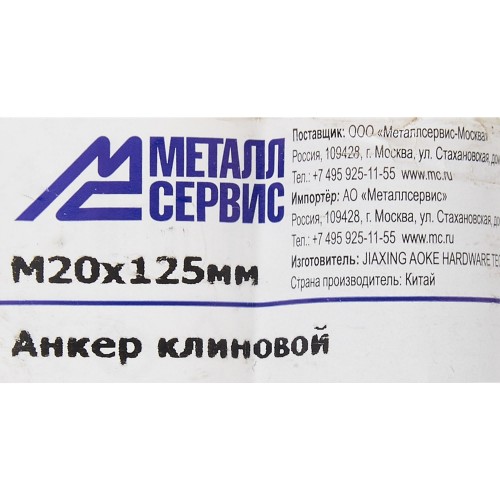 МЕТАЛЛ
СЕРВИС
Поставщик: ООО «Металлсервис-Москва»
Россия, 109428, г. Москва, ул. Стахановская, дом
Тел.: +7 495 925-11-55 www.mc.ru
Импортёр: АО «Металлсервис»
Россия, 109428, г. Москва, ул. Стахановская, дом
Тел.: +7 495 925-11-55 www.mc.ru
Изготовитель: JIAXING AOKE HARDWARE
Страна производитель: Китай
М20х125мм
Анкер клиновой